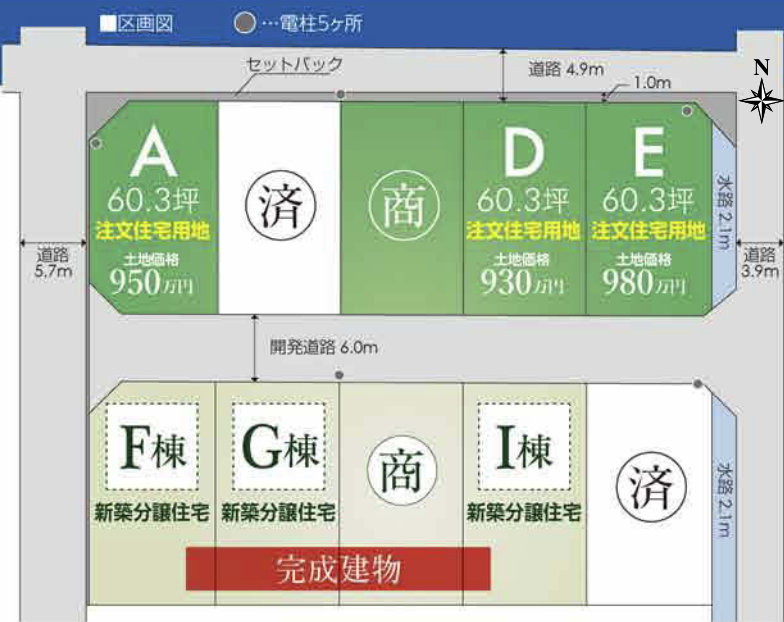 ■区画図
…電柱5ヶ所
セットバック
道路 4.9m
1.0m
N
A
60.3坪
注文住宅用地
土地価格
950万円
済
商
D
60.3坪
注文住宅用地
土地価格
930万円
E
60.3坪
注文住宅用地
土地価格
980万円
水路 2.1m
道路
5.7m
道路
3.9m
開発道路 6.0m
F棟
新築分譲住宅
G棟
新築分譲住宅
商
I棟
新築分譲住宅
済
水路 2.1m
完成建物